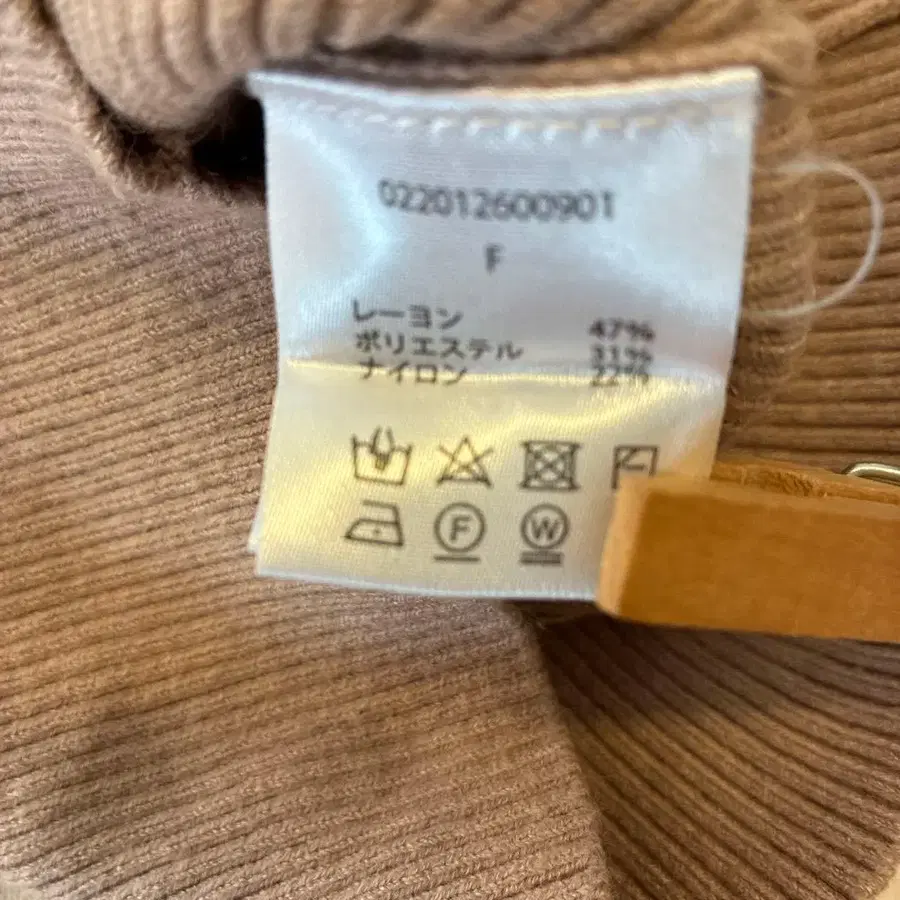 022012600901
F
レーヨン 47%
ポリエステル 31%
ナイロン 22%
F W